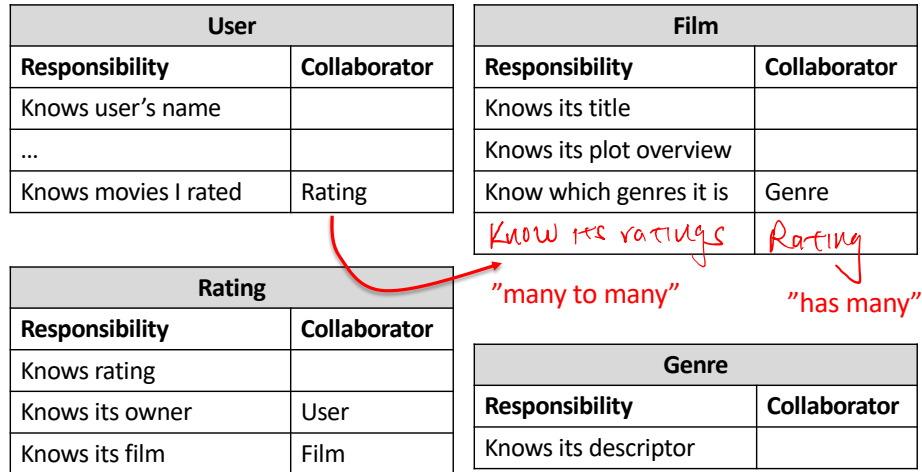 User
Responsibility Collaborator
Knows user's name
...
Knows movies I rated Rating
Film
Responsibility Collaborator
Knows its title
Knows its plot overview
Know which genres it is Genre
Know its ratings Rating
"many to many"
"has many"
Rating
Responsibility Collaborator
Knows rating
Knows its owner User
Knows its film Film
Genre
Responsibility Collaborator
Knows its descriptor